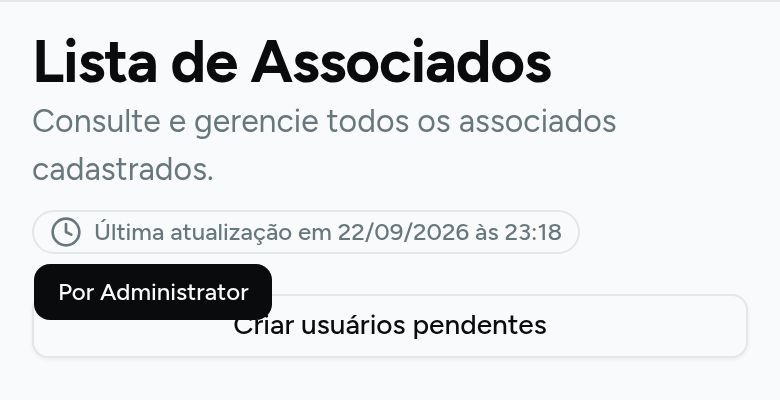 Lista de Associados
Consulte e gerencie todos os associados
cadastrados.
Última atualização em 22/09/2026 às 23:18
Por Administrator
Criar usuários pendentes